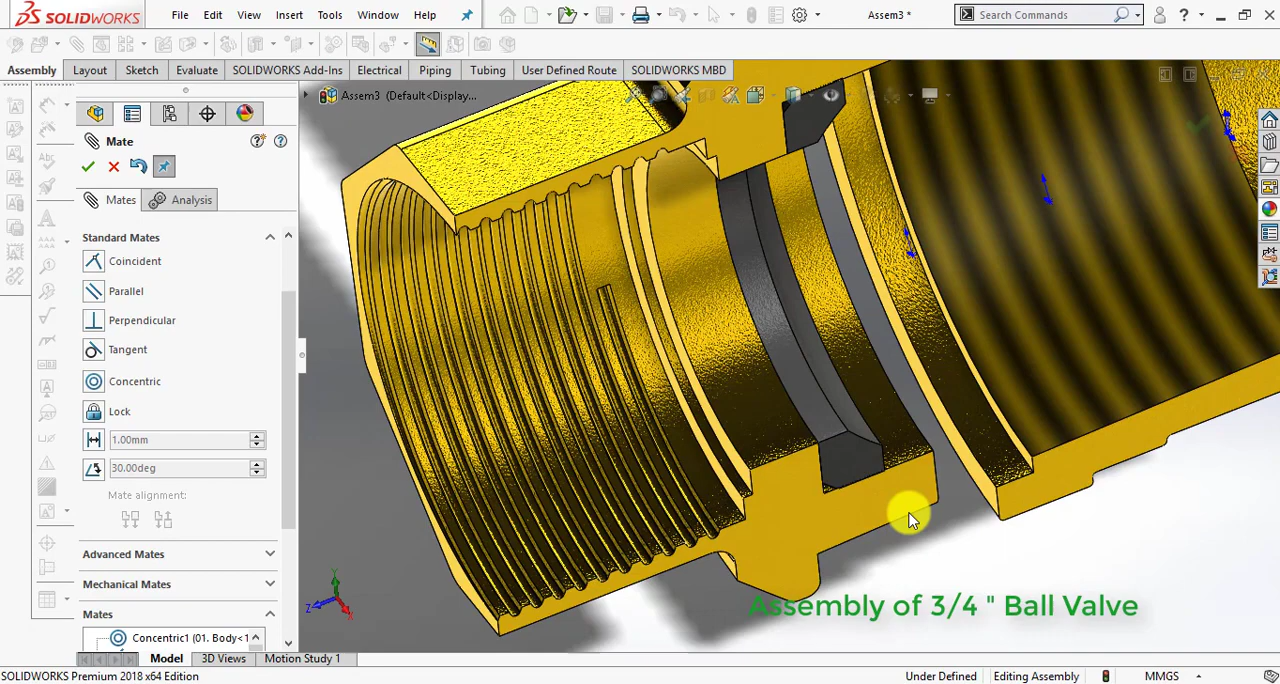 SOLIDWORKS File Edit View Insert Tools Window Help Assem3 * Search Commands ?
Assembly Layout Sketch Evaluate SOLIDWORKS Add-Ins Electrical Piping Tubing User Defined Route SOLIDWORKS MBD
Assem3 (Default<Display...
Mate
Mates Analysis
Standard Mates
Coincident
Parallel
Perpendicular
Tangent
Concentric
Lock
1.00mm
30.00deg
Mate alignment:
Advanced Mates
Mechanical Mates
Mates
Concentric1 (01. Body<1
Assembly of 3/4 " Ball Valve
Model 3D Views Motion Study 1
SOLIDWORKS Premium 2018 x64 Edition Under Defined Editing Assembly MMGS